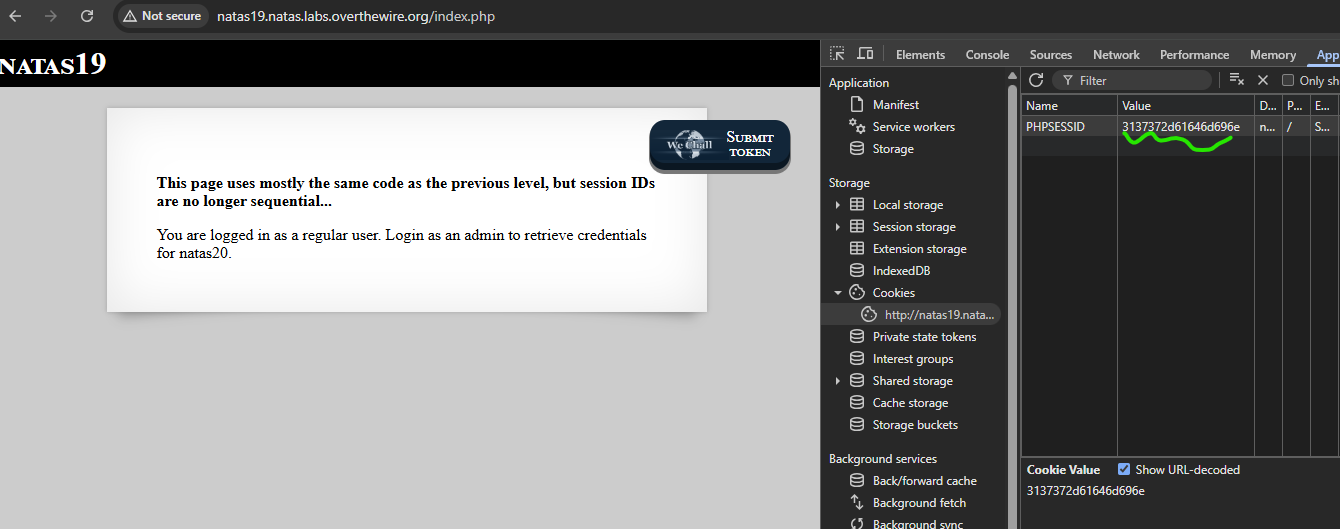 Not secure natas19.natas.labs.overthewire.org/index.php
NATAS19
SUBMIT
TOKEN
We Chall
This page uses mostly the same code as the previous level, but session IDs
are no longer sequential...
You are logged in as a regular user. Login as an admin to retrieve credentials
for natas20.
Elements Console Sources Network Performance Memory App
Application
Manifest
Service workers
Storage
Storage
Local storage
Session storage
Extension storage
IndexedDB
Cookies
http://natas19.nata...
Private state tokens
Interest groups
Shared storage
Cache storage
Storage buckets
Background services
Back/forward cache
Background fetch
Background sync
Filter Only sh
Name Value D... P... E...
PHPSESSID 3137372d61646d696e n... / S...
Cookie Value Show URL-decoded
3137372d61646d696e